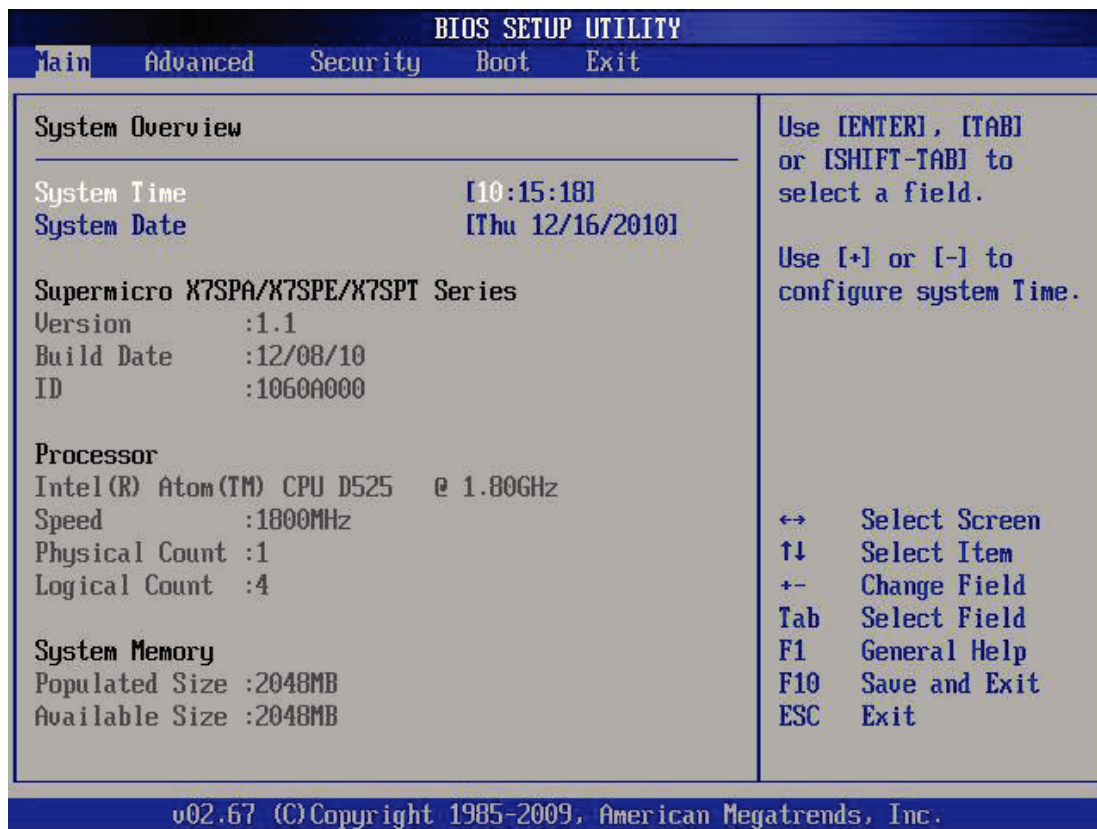 BIOS SETUP UTILITY
Main Advanced Security Boot Exit
System Overview
System Time [10:15:18]
System Date [Thu 12/16/2010]
Supermicro X7SPA/X7SPE/X7SPT Series
Version :1.1
Build Date :12/08/10
ID :1060A000
Processor
Intel(R) Atom(TM) CPU D525 @ 1.80GHz
Speed :1800MHz
Physical Count :1
Logical Count :4
System Memory
Populated Size :2048MB
Available Size :2048MB
Use [ENTER], [TAB]
or [SHIFT-TAB] to
select a field.
Use [+] or [-] to
configure system Time.
↔ Select Screen
↑↓ Select Item
+- Change Field
Tab Select Field
F1 General Help
F10 Save and Exit
ESC Exit
v02.67 (C)Copyright 1985-2009, American Megatrends, Inc.